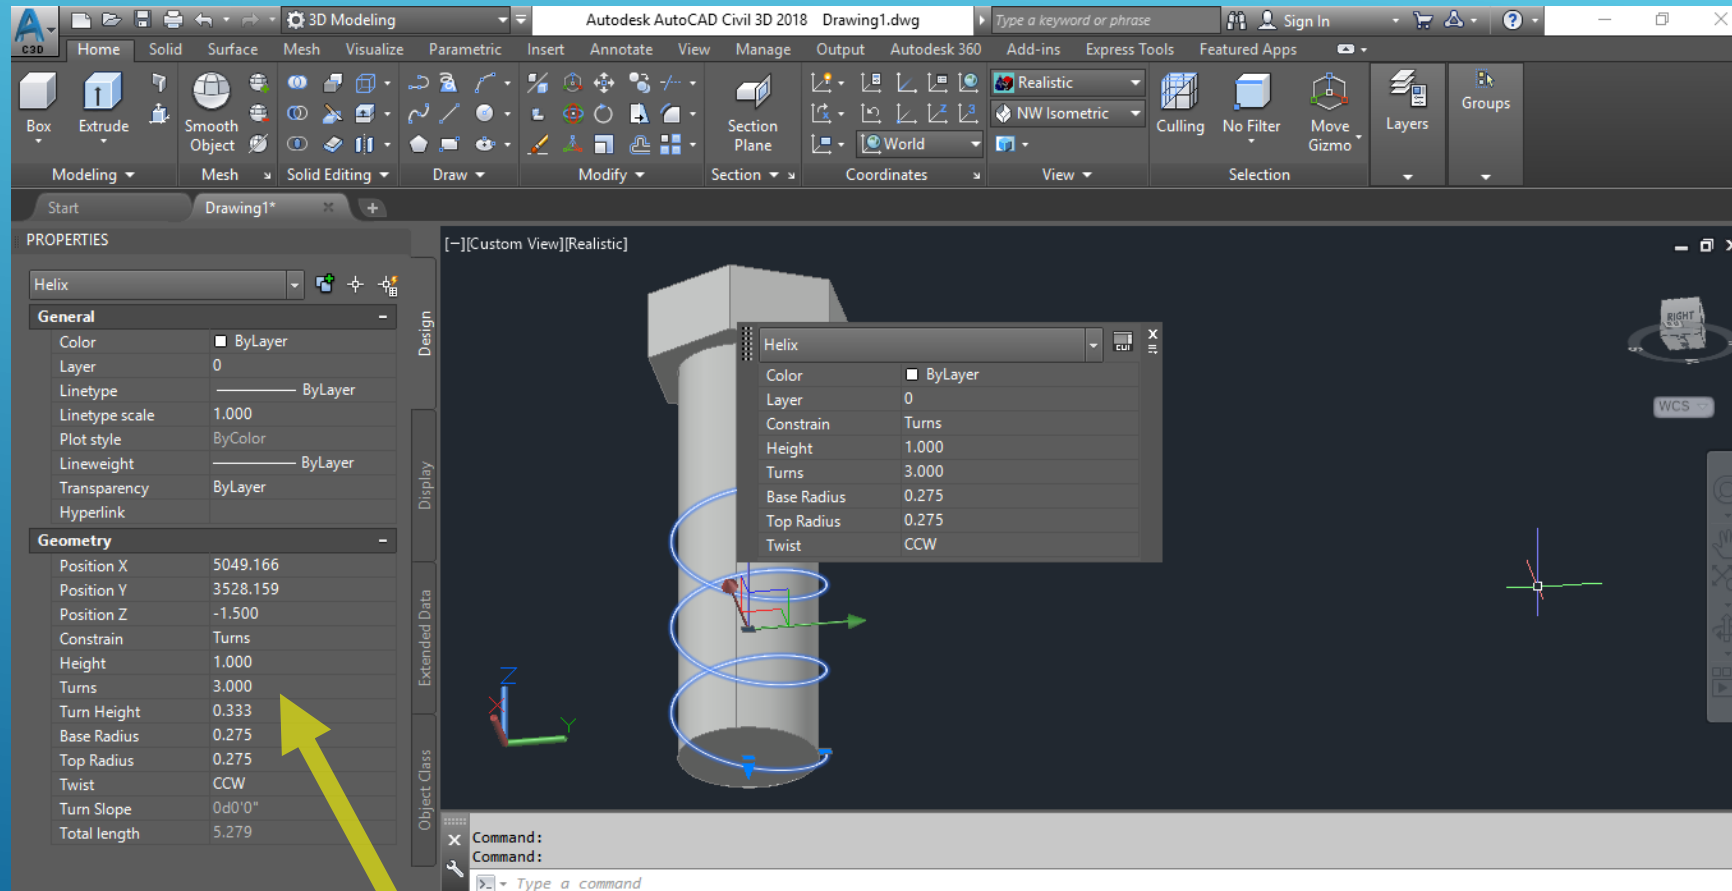 3D Modeling
Autodesk AutoCAD Civil 3D 2018 Drawing1.dwg
Type a keyword or phrase
Sign In
C3D
Home Solid Surface Mesh Visualize Parametric Insert Annotate View Manage Output Autodesk 360 Add-ins Express Tools Featured Apps
Box
Extrude
Smooth
Object
Section
Plane
World
Realistic
NW Isometric
Culling
No Filter
Move
Gizmo
Layers
Groups
Modeling
Mesh
Solid Editing
Draw
Modify
Section
Coordinates
View
Selection
Start
Drawing1*
PROPERTIES
Helix
General
Color ByLayer
Layer 0
Linetype ByLayer
Linetype scale 1.000
Plot style ByColor
Lineweight ByLayer
Transparency ByLayer
Hyperlink
Geometry
Position X 5049.166
Position Y 3528.159
Position Z -1.500
Constrain Turns
Height 1.000
Turns 3.000
Turn Height 0.333
Base Radius 0.275
Top Radius 0.275
Twist CCW
Turn Slope 0d0'0"
Total length 5.279
Design
Display
Extended Data
Object Class
[−][Custom View][Realistic]
Helix
CUI
Color ByLayer
Layer 0
Constrain Turns
Height 1.000
Turns 3.000
Base Radius 0.275
Top Radius 0.275
Twist CCW
RIGHT
WCS
Z
X
Y
Command:
Command:
Type a command